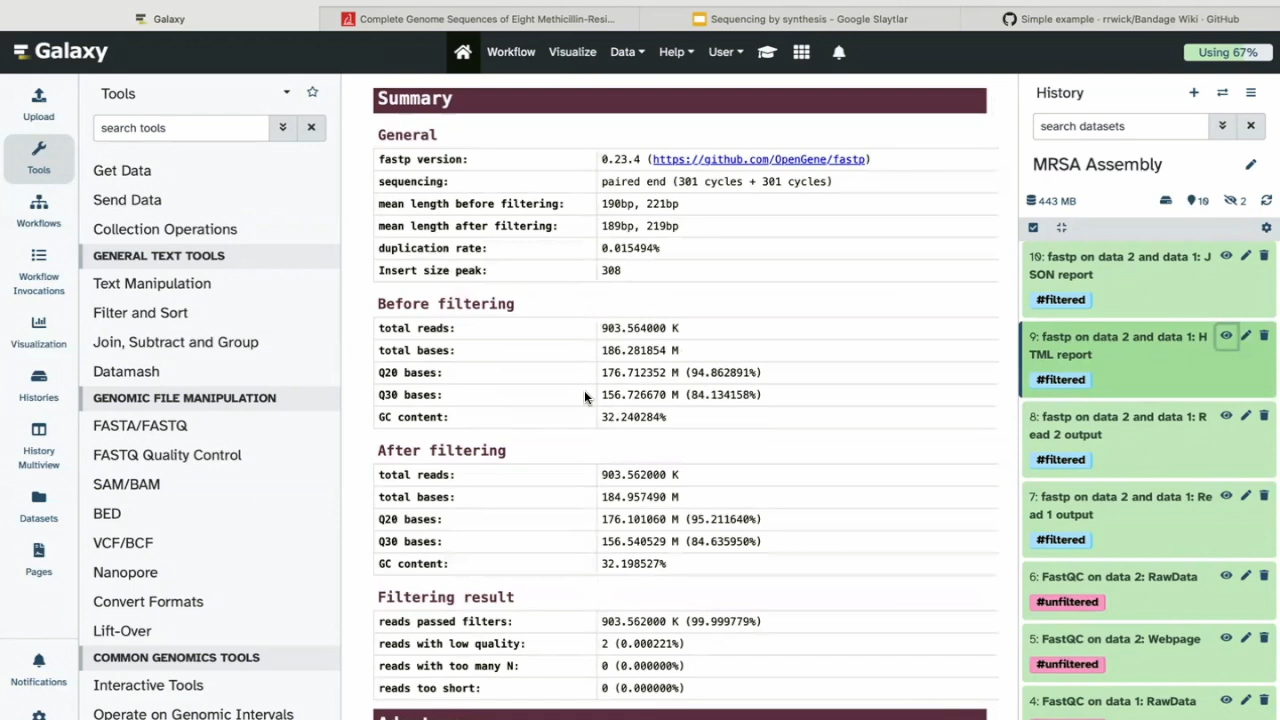 Galaxy
Complete Genome Sequences of Eight Methicillin-Resi...
Sequencing by synthesis - Google Slaytlar
Simple example · rrwick/Bandage Wiki · GitHub
Galaxy
Workflow
Visualize
Data
Help
User
Using 67%
Upload
Tools
Workflows
Workflow
Invocations
Visualization
Histories
History
Multiview
Datasets
Pages
Notifications
Tools
search tools
Get Data
Send Data
Collection Operations
GENERAL TEXT TOOLS
Text Manipulation
Filter and Sort
Join, Subtract and Group
Datamash
GENOMIC FILE MANIPULATION
FASTA/FASTQ
FASTQ Quality Control
SAM/BAM
BED
VCF/BCF
Nanopore
Convert Formats
Lift-Over
COMMON GENOMICS TOOLS
Interactive Tools
Operate on Genomic Intervals
Summary
General
fastp version: 0.23.4 (https://github.com/OpenGene/fastp)
sequencing: paired end (301 cycles + 301 cycles)
mean length before filtering: 190bp, 221bp
mean length after filtering: 189bp, 219bp
duplication rate: 0.015494%
Insert size peak: 308
Before filtering
total reads: 903.564000 K
total bases: 186.281854 M
Q20 bases: 176.712352 M (94.862891%)
Q30 bases: 156.726670 M (84.134158%)
GC content: 32.240284%
After filtering
total reads: 903.562000 K
total bases: 184.957490 M
Q20 bases: 176.101060 M (95.211640%)
Q30 bases: 156.540529 M (84.635950%)
GC content: 32.198527%
Filtering result
reads passed filters: 903.562000 K (99.999779%)
reads with low quality: 2 (0.000221%)
reads with too many N: 0 (0.000000%)
reads too short: 0 (0.000000%)
History
search datasets
MRSA Assembly
443 MB
10
2
10: fastp on data 2 and data 1: J
SON report
#filtered
9: fastp on data 2 and data 1: H
TML report
#filtered
8: fastp on data 2 and data 1: R
ead 2 output
#filtered
7: fastp on data 2 and data 1: Re
ad 1 output
#filtered
6: FastQC on data 2: RawData
#unfiltered
5: FastQC on data 2: Webpage
#unfiltered
4: FastQC on data 1: RawData